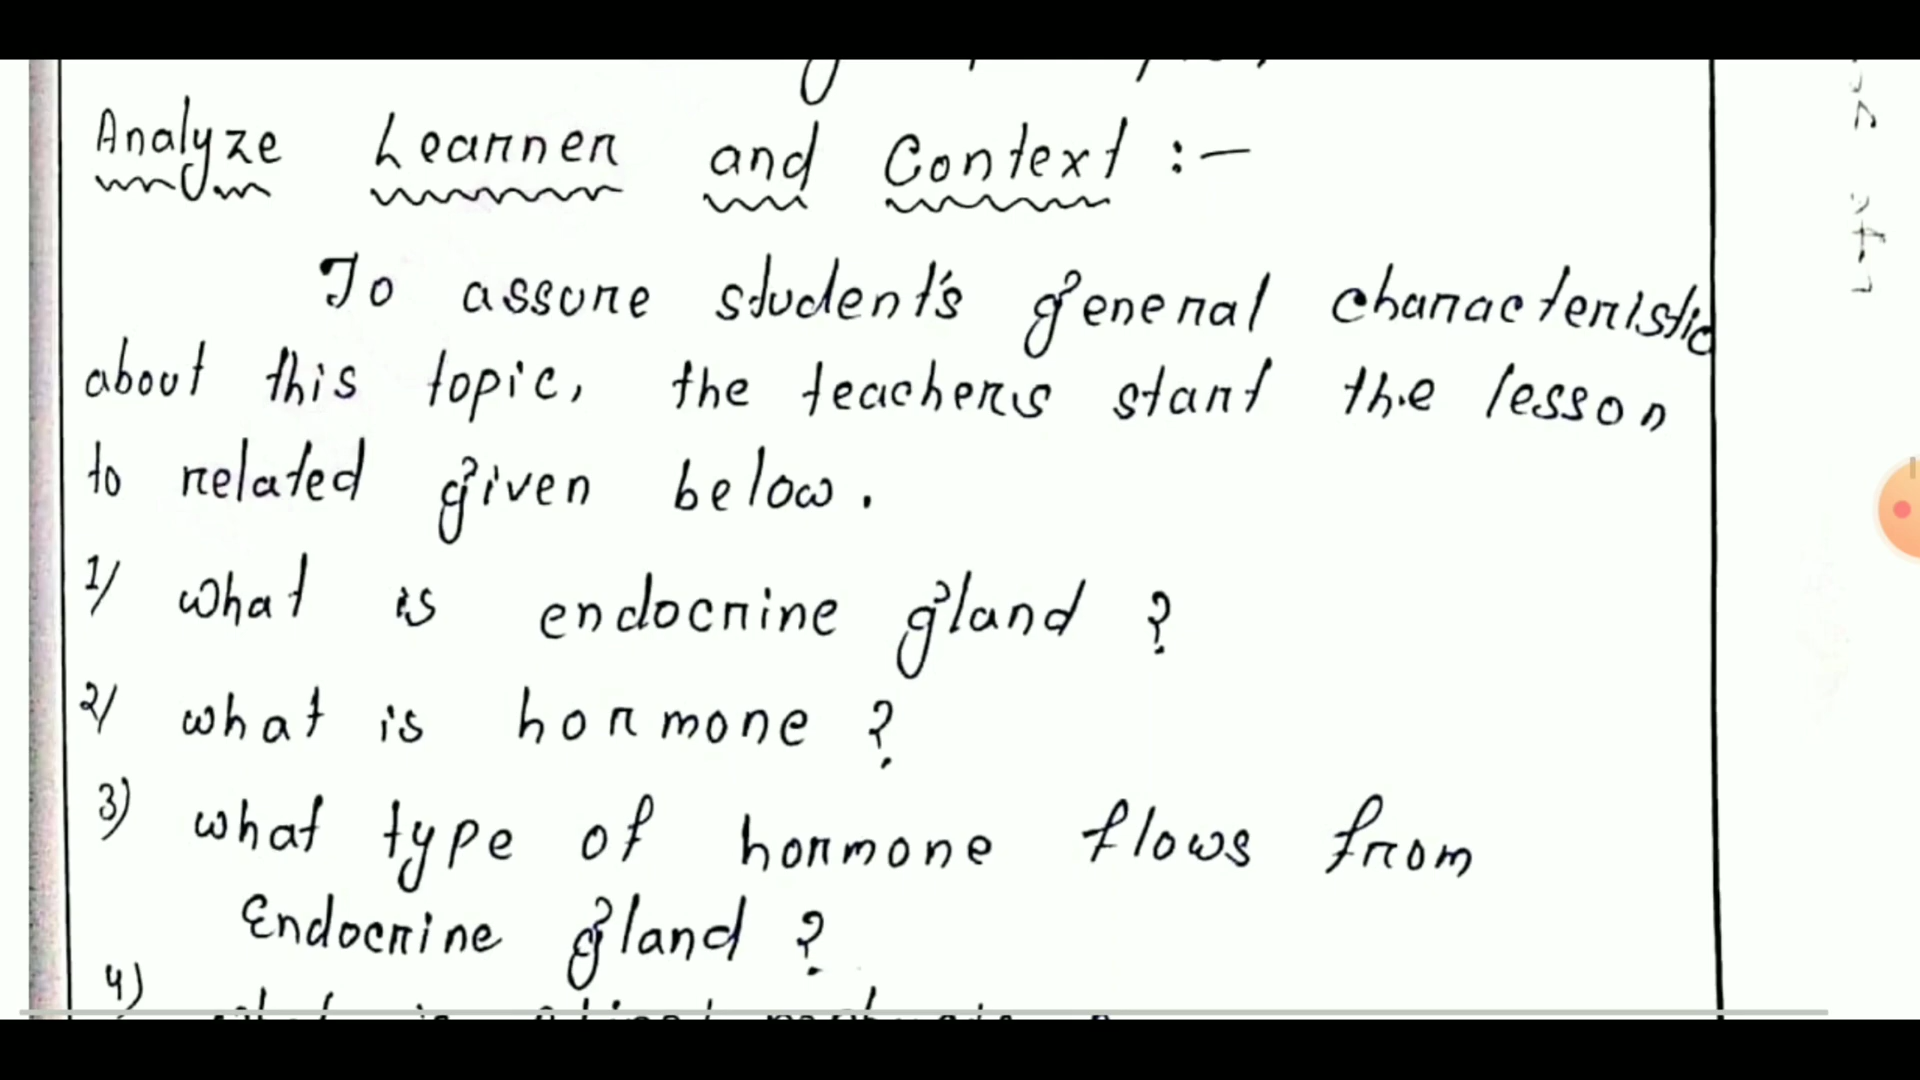 Analyze Learner and Context :-
To assure student's general characteristic
about this topic, the teachers start the lesson
to related given below.
1) what is endocrine gland ?
2) what is hormone ?
3) what type of hormone flows from
Endocrine gland ?
4)